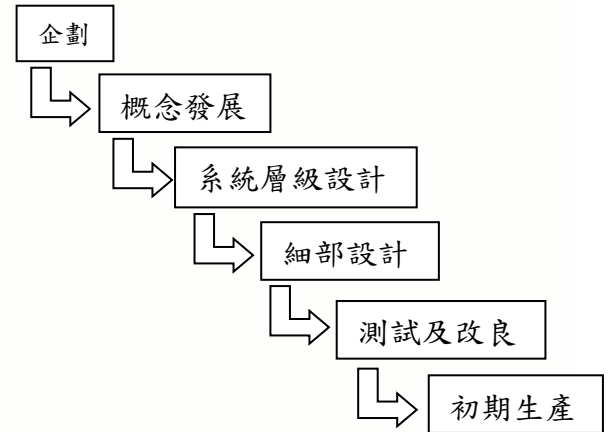 企劃
概念發展
系統層級設計
細部設計
測試及改良
初期生產